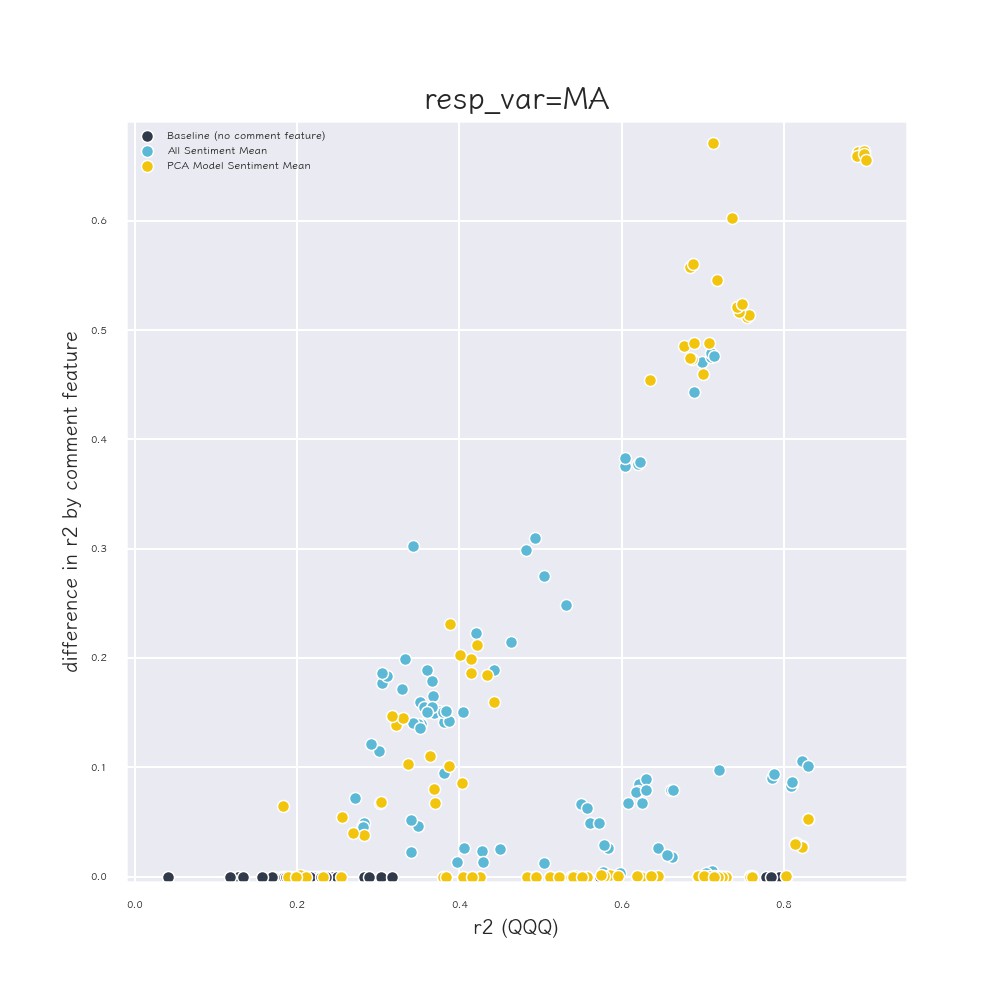 resp_var=MA
Baseline (no comment feature)
All Sentiment Mean
PCA Model Sentiment Mean
difference in r2 by comment feature
0.6
0.5
0.4
0.3
0.2
0.1
0.0
0.0 0.2 0.4 0.6 0.8
r2 (QQQ)